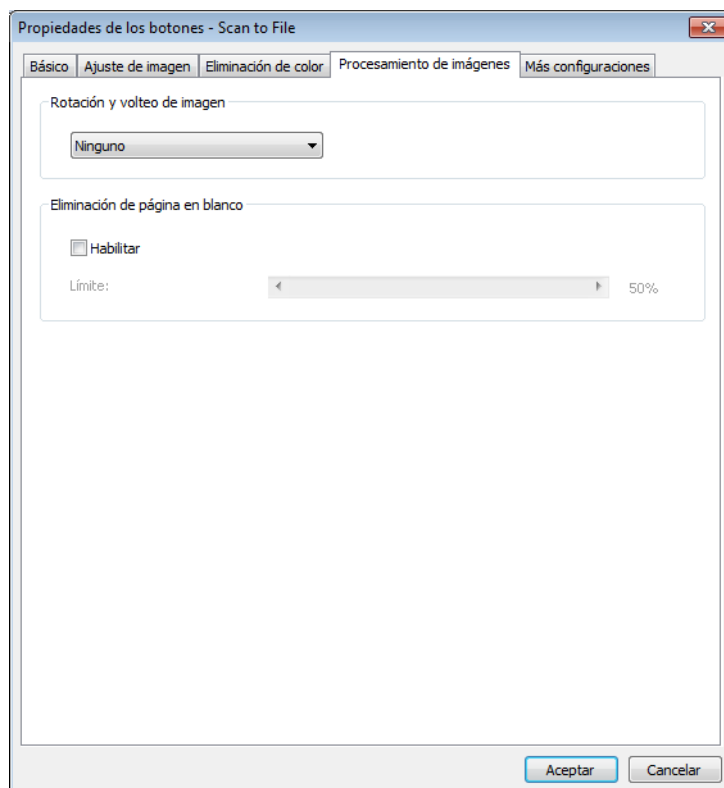 Propiedades de los botones - Scan to File
Básico Ajuste de imagen Eliminación de color Procesamiento de imágenes Más configuraciones
Rotación y volteo de imagen
Ninguno
Eliminación de página en blanco
Habilitar
Límite: 50%
Aceptar Cancelar